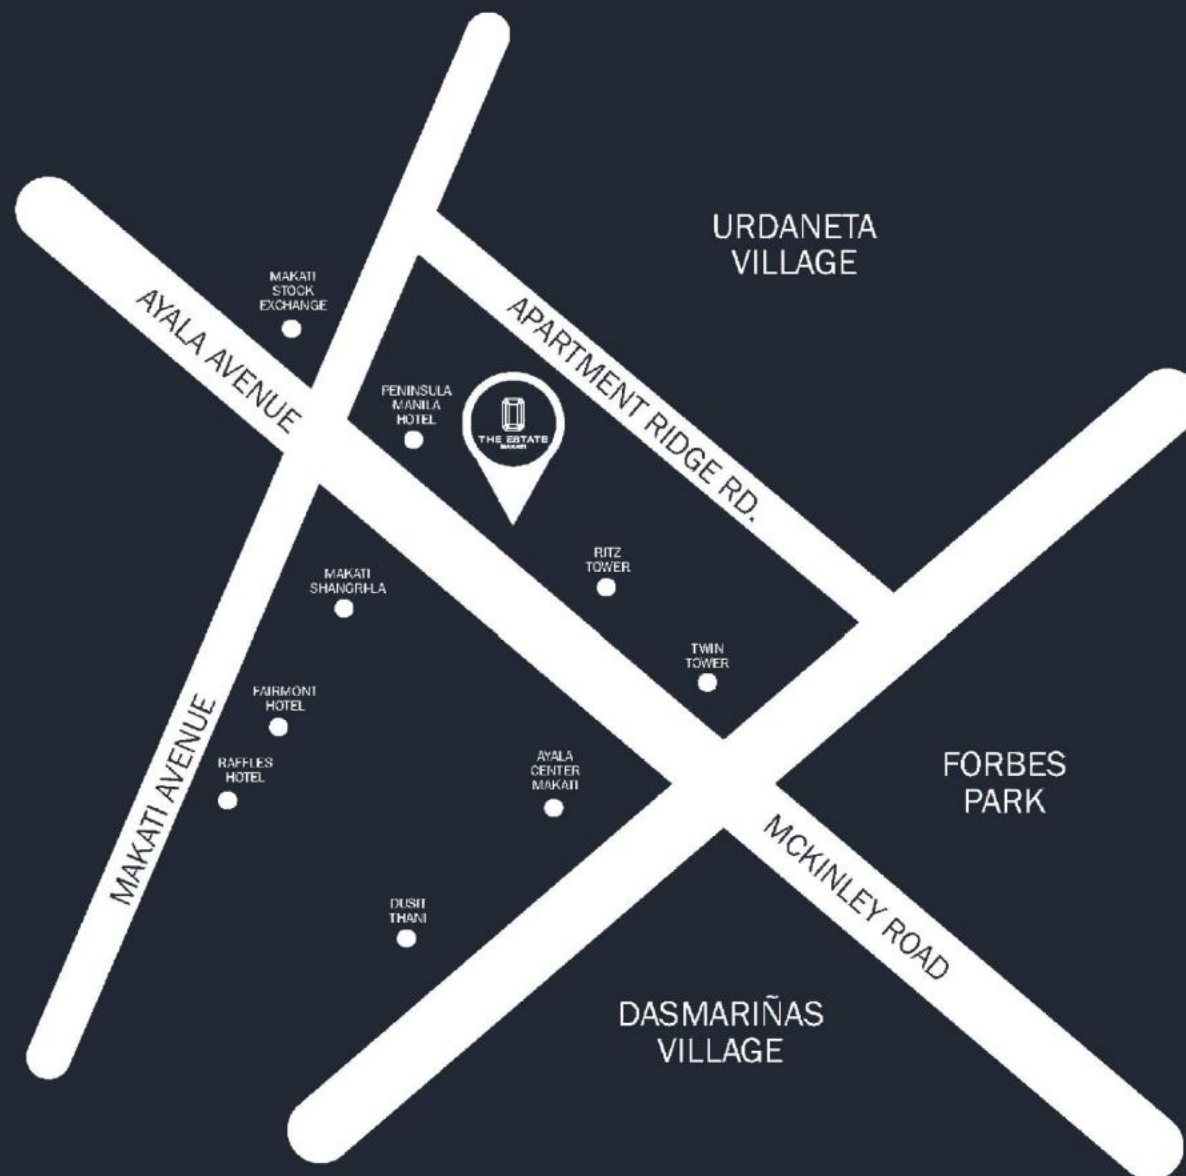 URDANETA
VILLAGE
MAKATI
STOCK
EXCHANGE
AYALA AVENUE
APARTMENT RIDGE RD.
PENINSULA
MANILA
HOTEL
THE ESTATE
MAKATI
RITZ
TOWER
MAKATI
SHANGRI-LA
TWIN
TOWER
FAIRMONT
HOTEL
RAFFLES
HOTEL
MAKATI AVENUE
AYALA
CENTER
MAKATI
FORBES
PARK
MCKINLEY ROAD
DUSIT
THANI
DASMARIÑAS
VILLAGE